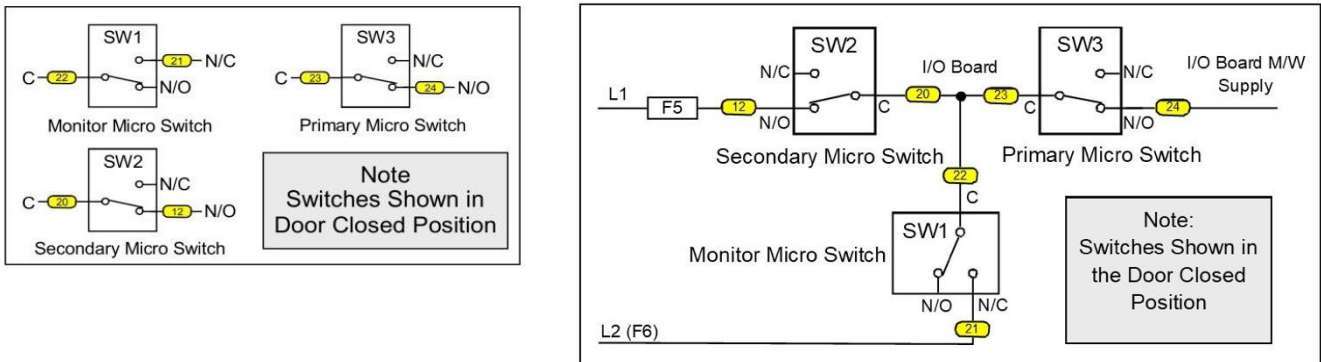 SW1
21
N/C
C
22
N/O
Monitor Micro Switch
SW3
N/C
C
23
24
N/O
Primary Micro Switch
SW2
N/C
C
20
12
N/O
Secondary Micro Switch
Note
Switches Shown in
Door Closed Position
SW2
N/C
L1
F5
12
N/O
C
20
I/O Board
23
C
SW3
N/C
N/O
24
I/O Board M/W
Supply
Secondary Micro Switch
Primary Micro Switch
22
C
SW1
Monitor Micro Switch
N/O
N/C
21
L2 (F6)
Note:
Switches Shown in
the Door Closed
Position